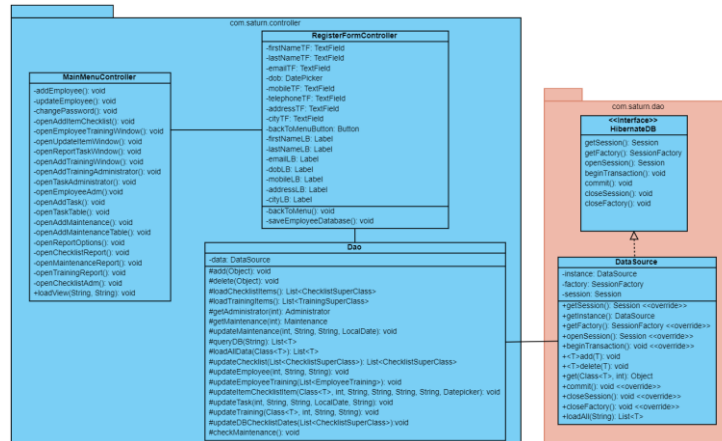 com.saturn.controller
RegisterFormController
-firstNameTF: TextField
-lastNameTF: TextField
-emailTF: TextField
-dob: DatePicker
-mobileTF: TextField
-telephoneTF: TextField
-addressTF: TextField
-cityTF: TextField
-backToMenuButton: Button
-firstNameLB: Label
-lastNameLB: Label
-emailLB: Label
-dobLB: Label
-mobileLB: Label
-addressLB: Label
-cityLB: Label
-backToMenu(): void
-saveEmployeeDatabase(): void
MainMenuController
-addEmployee(): void
-updateEmployee(): void
-changePassword(): void
-openAddItemChecklist(): void
-openEmployeeTrainingWindow(): void
-openUpdateItemWindow(): void
-openReportTaskWindow(): void
-openAddTrainingWindow(): void
-openAddTrainingAdministrator(): void
-openTaskAdministrator(): void
-openEmployeeAdm(): void
-openAddTask(): void
-openTaskTable(): void
-openAddMaintenance(): void
-openAddMaintenanceTable(): void
-openReportOptions(): void
-openChecklistReport(): void
-openMaintenanceReport(): void
-openTrainingReport(): void
-openChecklistAdm(): void
+loadView(String, String): void
Dao
-data: DataSource
#add(Object): void
#delete(Object): void
#loadChecklistItems(): List<ChecklistSuperClass>
#loadTrainingItems(): List<TrainingSuperClass>
#getAdministrator(int): Administrator
#getMaintenance(int): Maintenance
#updateMaintenance(int, String, String, LocalDate): void
#queryDB(String): List<T>
#loadAllData(Class<T>): List<T>
#updateChecklist(List<ChecklistSuperClass>): List<ChecklistSuperClass>
#updateEmployee(int, String, String): void
#updateEmployeeTraining(List<EmployeeTraining>): void
#updateItemChecklistItem(Class<T>, int, String, String, String, String, Datepicker): void
#updateTask(int, String, String, LocalDate, String): void
#updateTraining(Class<T>, int, String, String): void
#updateDBChecklistDates(List<ChecklistSuperClass>):void
#checkMaintenance(): void
com.saturn.dao
<<Interface>>
HibernateDB
getSession(): Session
getFactory(): SessionFactory
openSession(): Session
beginTransaction(): void
commit(): void
closeSession(): void
closeFactory(): void
DataSource
-instance: DataSource
-factory: SessionFactory
-session: Session
+getSession(): Session <<override>>
+getInstance(): DataSource
+getFactory(): SessionFactory <<override>>
+openSession(): Session <<override>>
+beginTransaction(): void <<override>>
+<T>add(T): void
+<T>delete(T): void
+get(Class<T>, int): Object
+commit(): void <<override>>
+closeSession(): void <<override>>
+closeFactory(): void <<override>>
+loadAll(String): List<T>